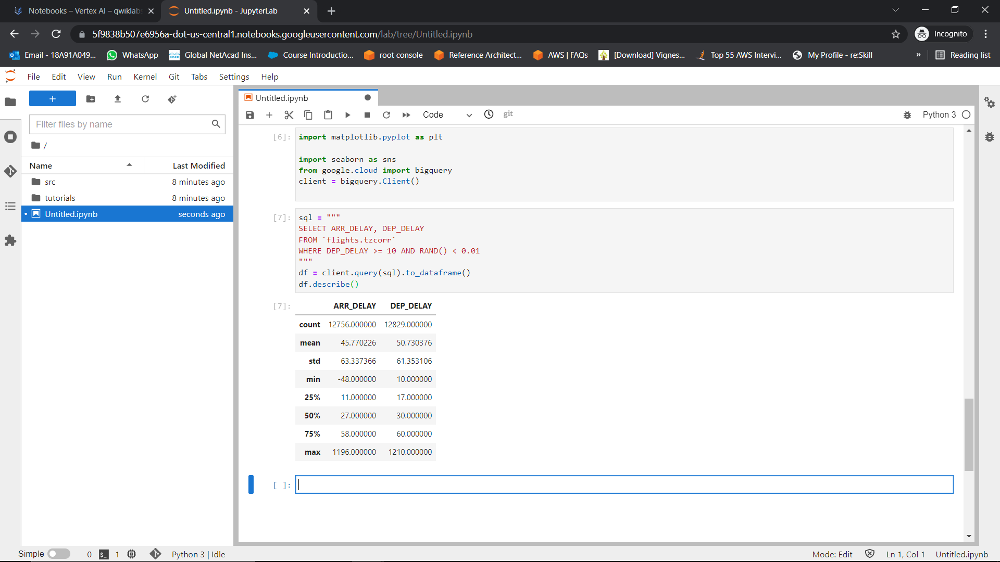 Notebooks – Vertex AI – qwiklabs
Untitled.ipynb - JupyterLab
5f9838b507e6956a-dot-us-central1.notebooks.googleusercontent.com/lab/tree/Untitled.ipynb
Incognito
Email - 18A91A049...
WhatsApp
Global NetAcad Ins...
Course Introductio...
root console
Reference Architect...
AWS | FAQs
[Download] Vignes...
Top 55 AWS Intervi...
My Profile - re:Skill
»
Reading list
File Edit View Run Kernel Git Tabs Settings Help
Filter files by name
/
Name Last Modified
src 8 minutes ago
tutorials 8 minutes ago
Untitled.ipynb seconds ago
Untitled.ipynb
Code
git
Python 3
[6]:
import matplotlib.pyplot as plt
import seaborn as sns
from google.cloud import bigquery
client = bigquery.Client()
[7]:
sql = """
SELECT ARR_DELAY, DEP_DELAY
FROM `flights.tzcorr`
WHERE DEP_DELAY >= 10 AND RAND() < 0.01
"""
df = client.query(sql).to_dataframe()
df.describe()
[7]:
ARR_DELAY DEP_DELAY
count 12756.000000 12829.000000
mean 45.770226 50.730376
std 63.337366 61.353106
min -48.000000 10.000000
25% 11.000000 17.000000
50% 27.000000 30.000000
75% 58.000000 60.000000
max 1196.000000 1210.000000
[ ]:
Simple 0 $_ 1 Python 3 | Idle Mode: Edit Ln 1, Col 1 Untitled.ipynb